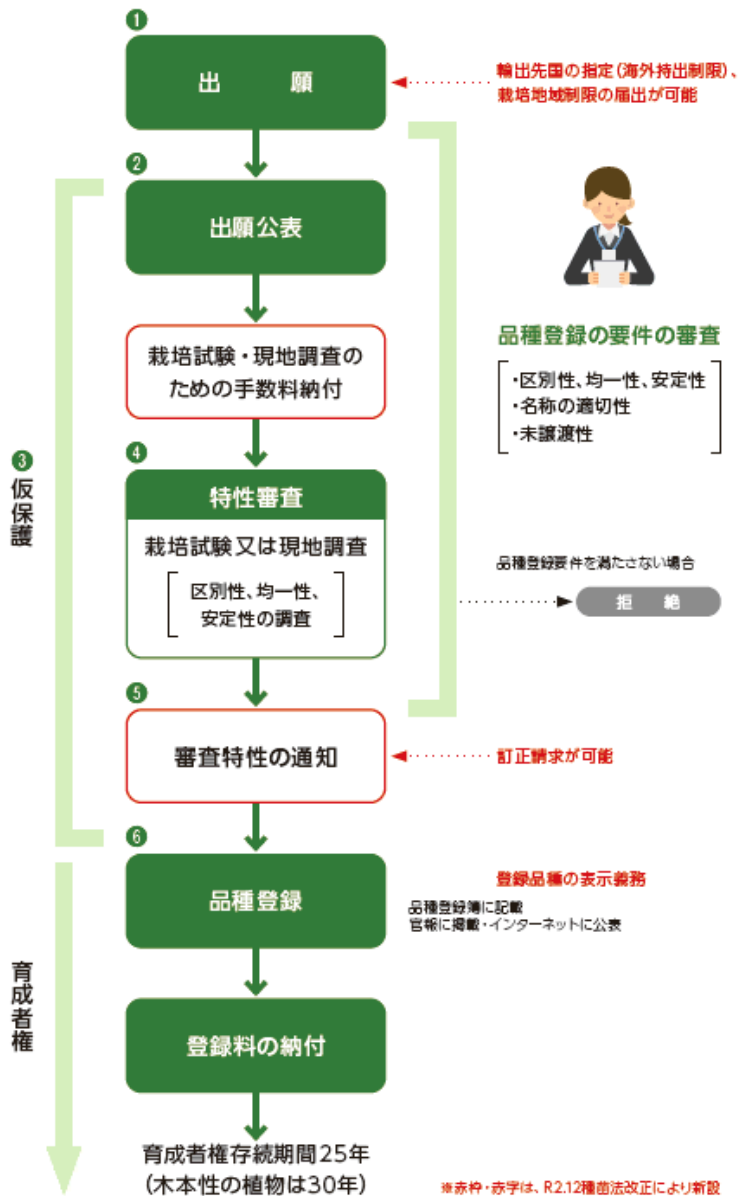 ❶
出　願
輸出先国の指定(海外持出制限)、
栽培地域制限の届出が可能
❷
出願公表
栽培試験・現地調査の
ための手数料納付
品種登録の要件の審査
・区別性、均一性、安定性
・名称の適切性
・未譲渡性
❸
仮保護
❹
特性審査
栽培試験又は現地調査
区別性、均一性、
安定性の調査
品種登録要件を満たさない場合
拒　絶
❺
審査特性の通知
訂正請求が可能
❻
品種登録
登録品種の表示義務
品種登録簿に記載
官報に掲載・インターネットに公表
育成者権
登録料の納付
育成者権存続期間25年
(木本性の植物は30年)
※赤枠・赤字は、R2.12種苗法改正により新設